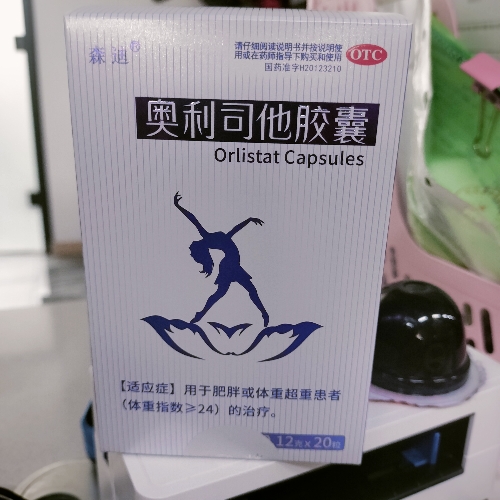 森迪®
请仔细阅读说明书并按说明使
用或在药师指导下购买和使用
国药准字H20123210
OTC
奥利司他胶囊
Orlistat Capsules
【适应症】用于肥胖或体重超重患者
（体重指数≥24）的治疗。
12克×20粒